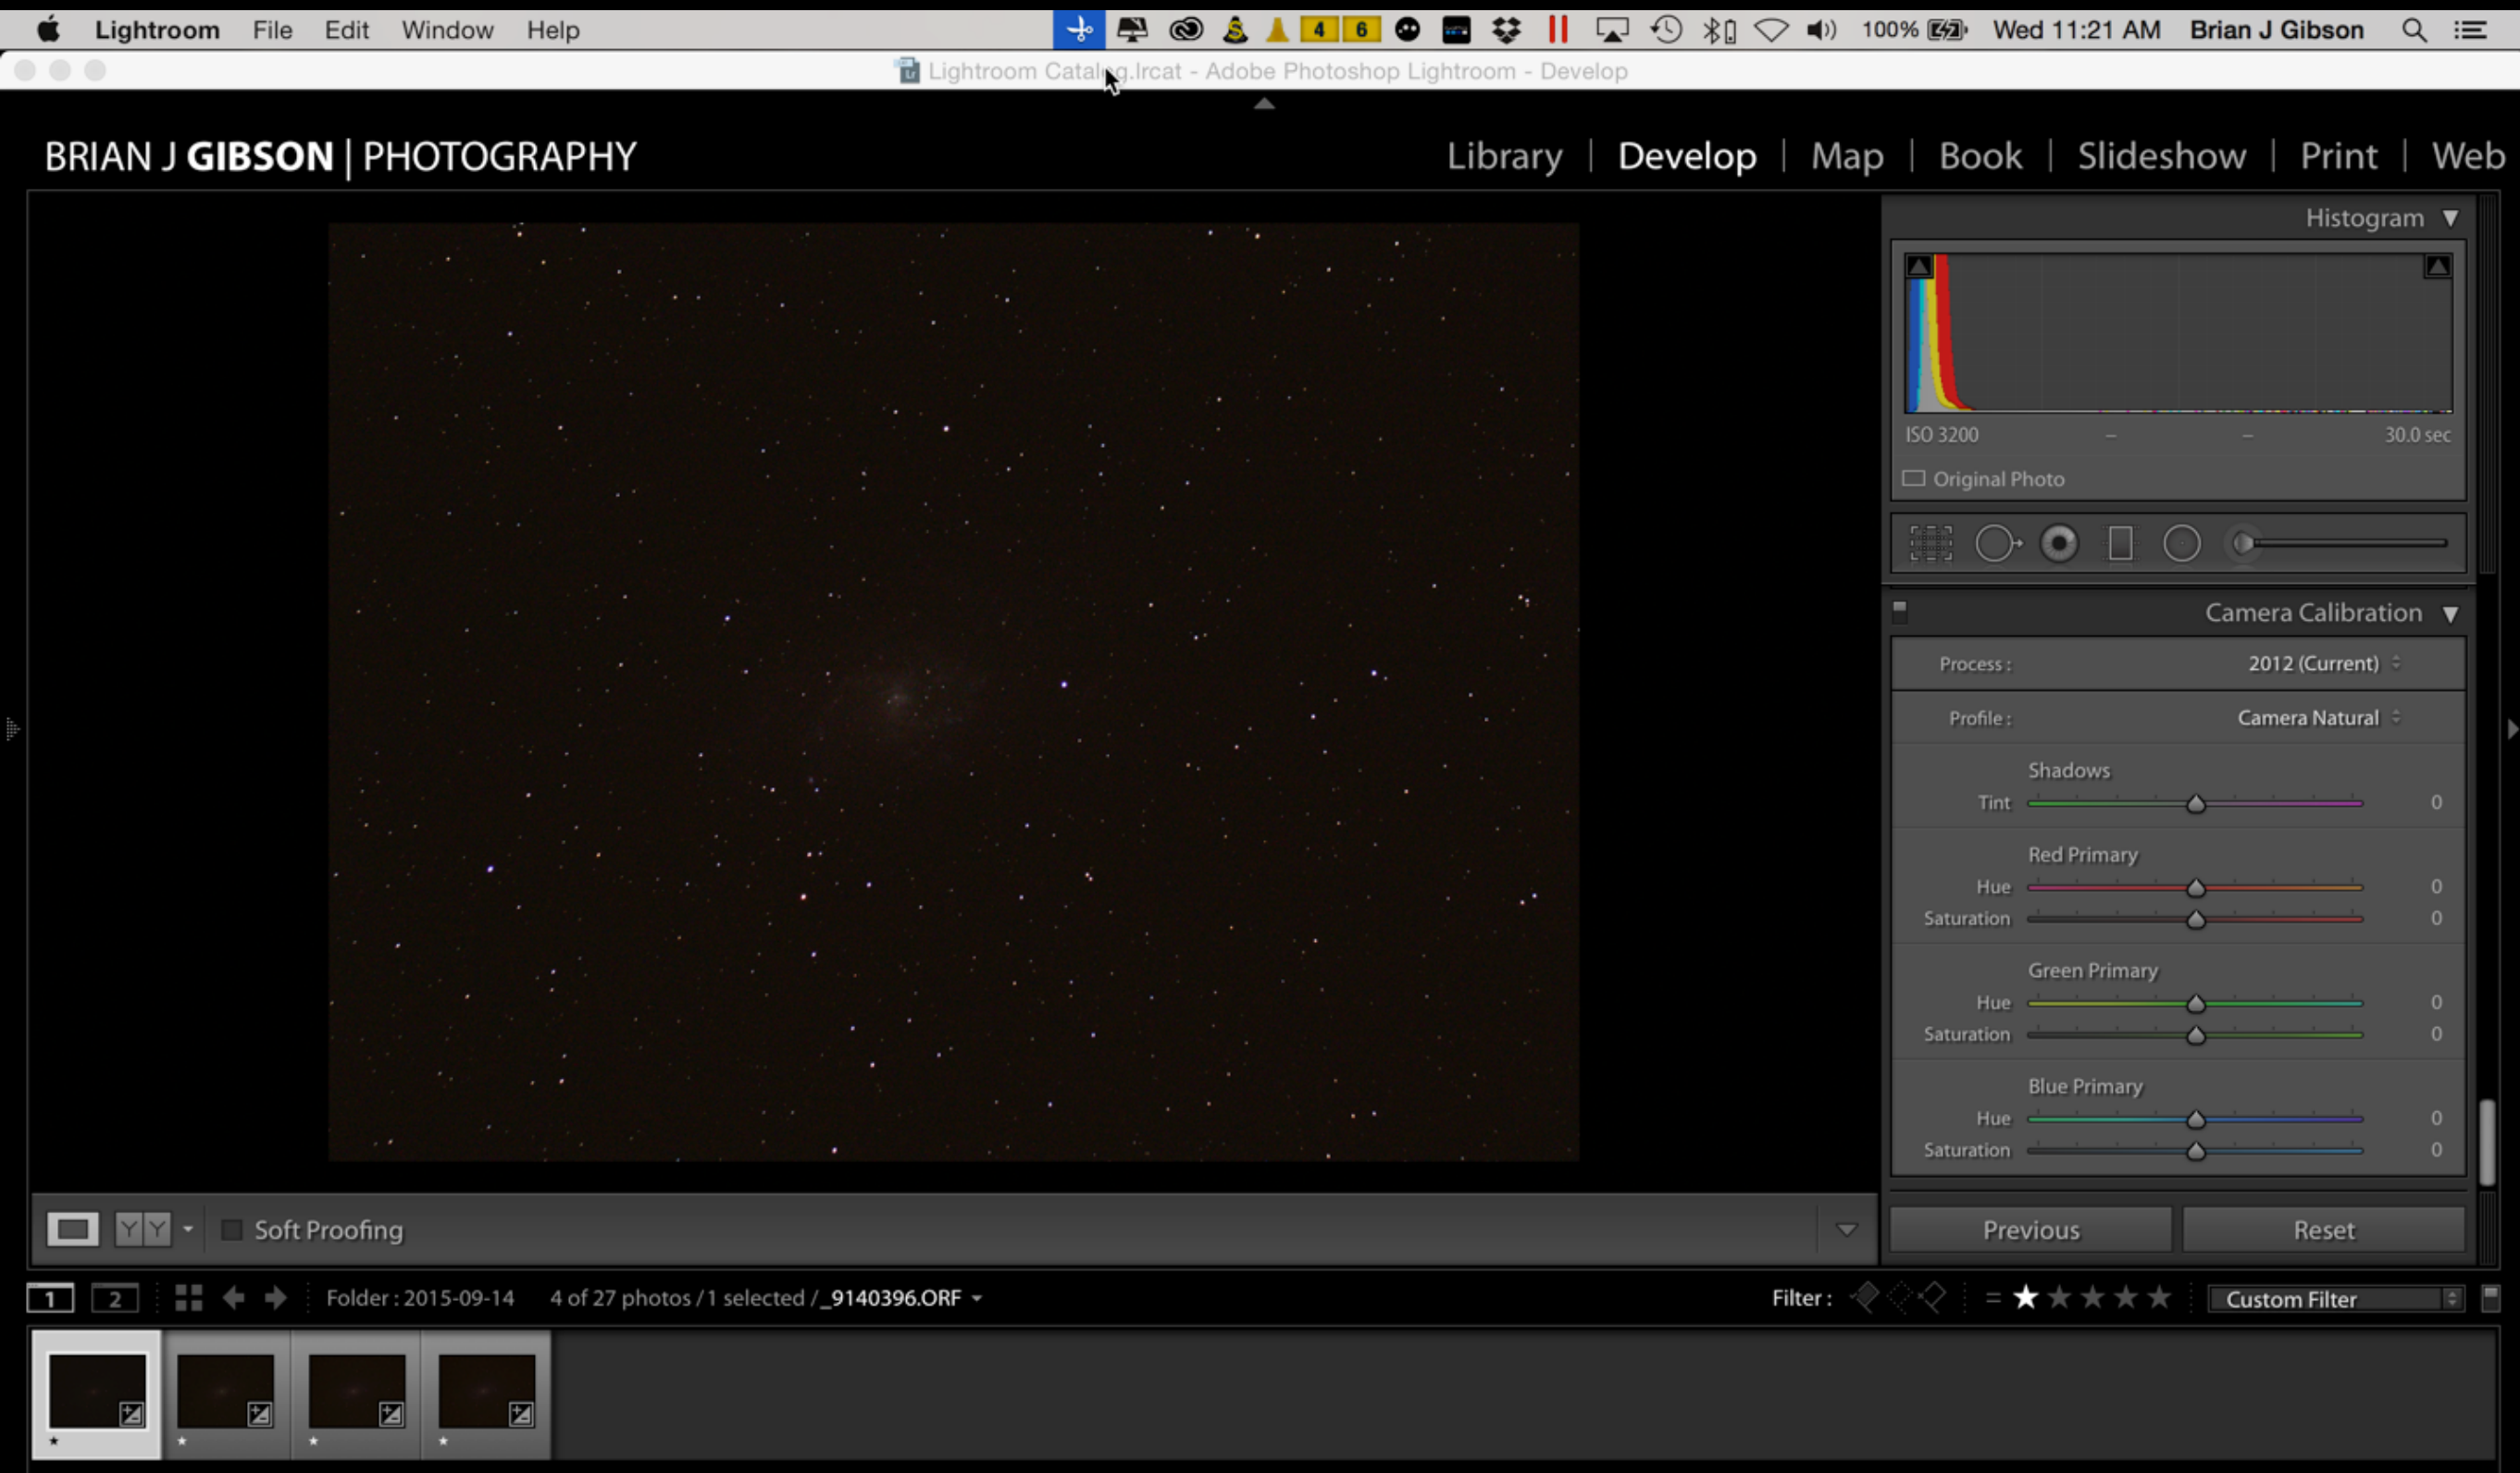 Lightroom File Edit Window Help 4 6 100% Wed 11:21 AM Brian J Gibson
Lightroom Catalog.lrcat - Adobe Photoshop Lightroom - Develop
BRIAN J GIBSON | PHOTOGRAPHY
Library | Develop | Map | Book | Slideshow | Print | Web
Histogram
ISO 3200 – – 30.0 sec
Original Photo
Camera Calibration
Process : 2012 (Current)
Profile : Camera Natural
Shadows
Tint 0
Red Primary
Hue 0
Saturation 0
Green Primary
Hue 0
Saturation 0
Blue Primary
Hue 0
Saturation 0
Y Y Soft Proofing
Previous Reset
1 2 Folder : 2015-09-14 4 of 27 photos / 1 selected / _9140396.ORF Filter : = Custom Filter